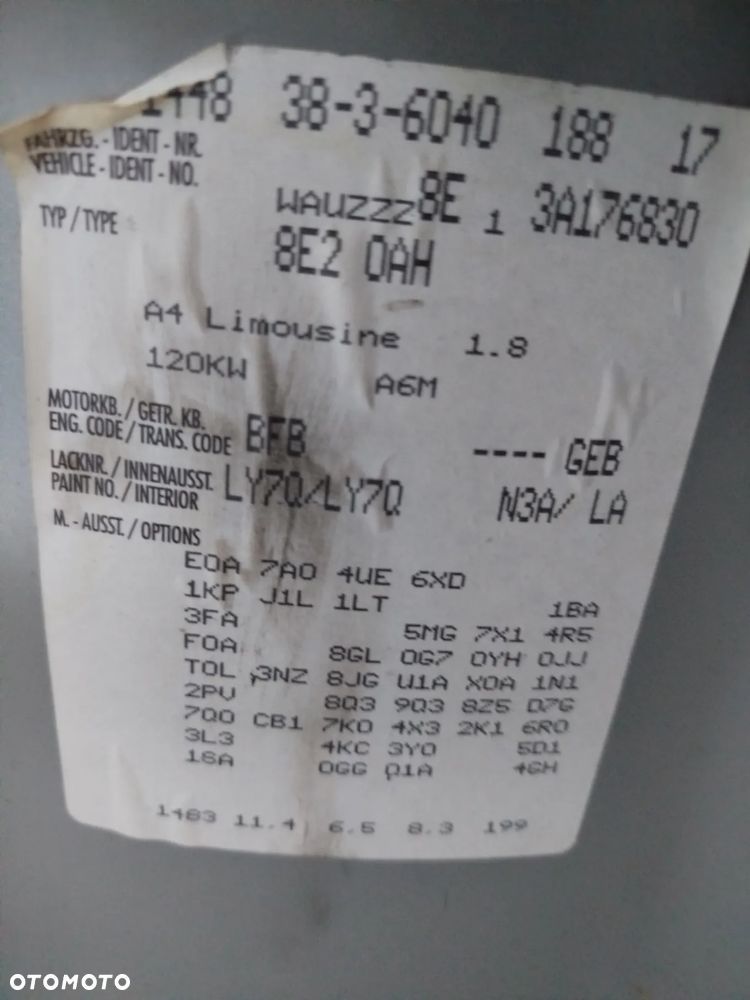 1448 38-3-6040 188 17
FAHRZG.-IDENT-NR.
VEHICLE-IDENT-NO.
WAUZZZ8E 1 3A176830
TYP/TYPE
8E2 0AH
A4 Limousine 1.8
120KW A6M
MOTORKB./GETR.KB.
ENG.CODE/TRANS.CODE BFB ---- GEB
LACKNR./INNENAUSST.
PAINT NO./INTERIOR LY7Q/LY7Q N3A/ LA
M.-AUSST./OPTIONS
E0A 7A0 4UE 6XD
1KP J1L 1LT 1BA
3FA 5MG 7X1 4R5
F0A 8GL 0G7 0YH 0JJ
T0L 3NZ 8JG U1A X0A 1N1
2PV 8Q3 9Q3 8Z5 D7G
7Q0 CB1 7K0 4X3 2K1 6R0
3L3 4KC 3Y0 5D1
1SA 0GG Q1A 4GH
1483 11.4 6.5 8.3 199
OTOMOTO